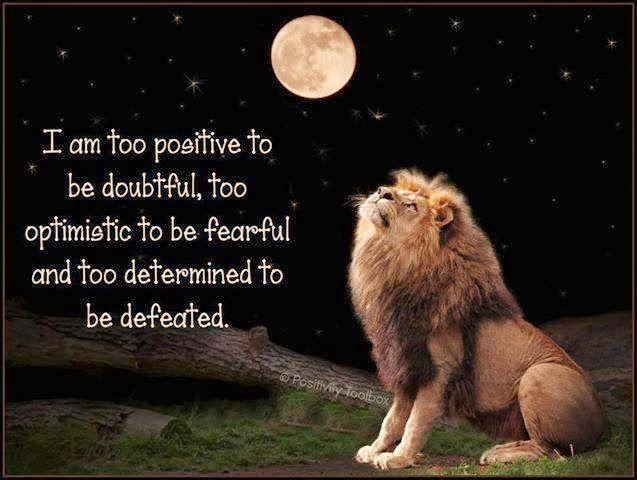 I am too positive to
be doubtful, too
optimistic to be fearful
and too determined to
be defeated.
© Positivity Toolbox